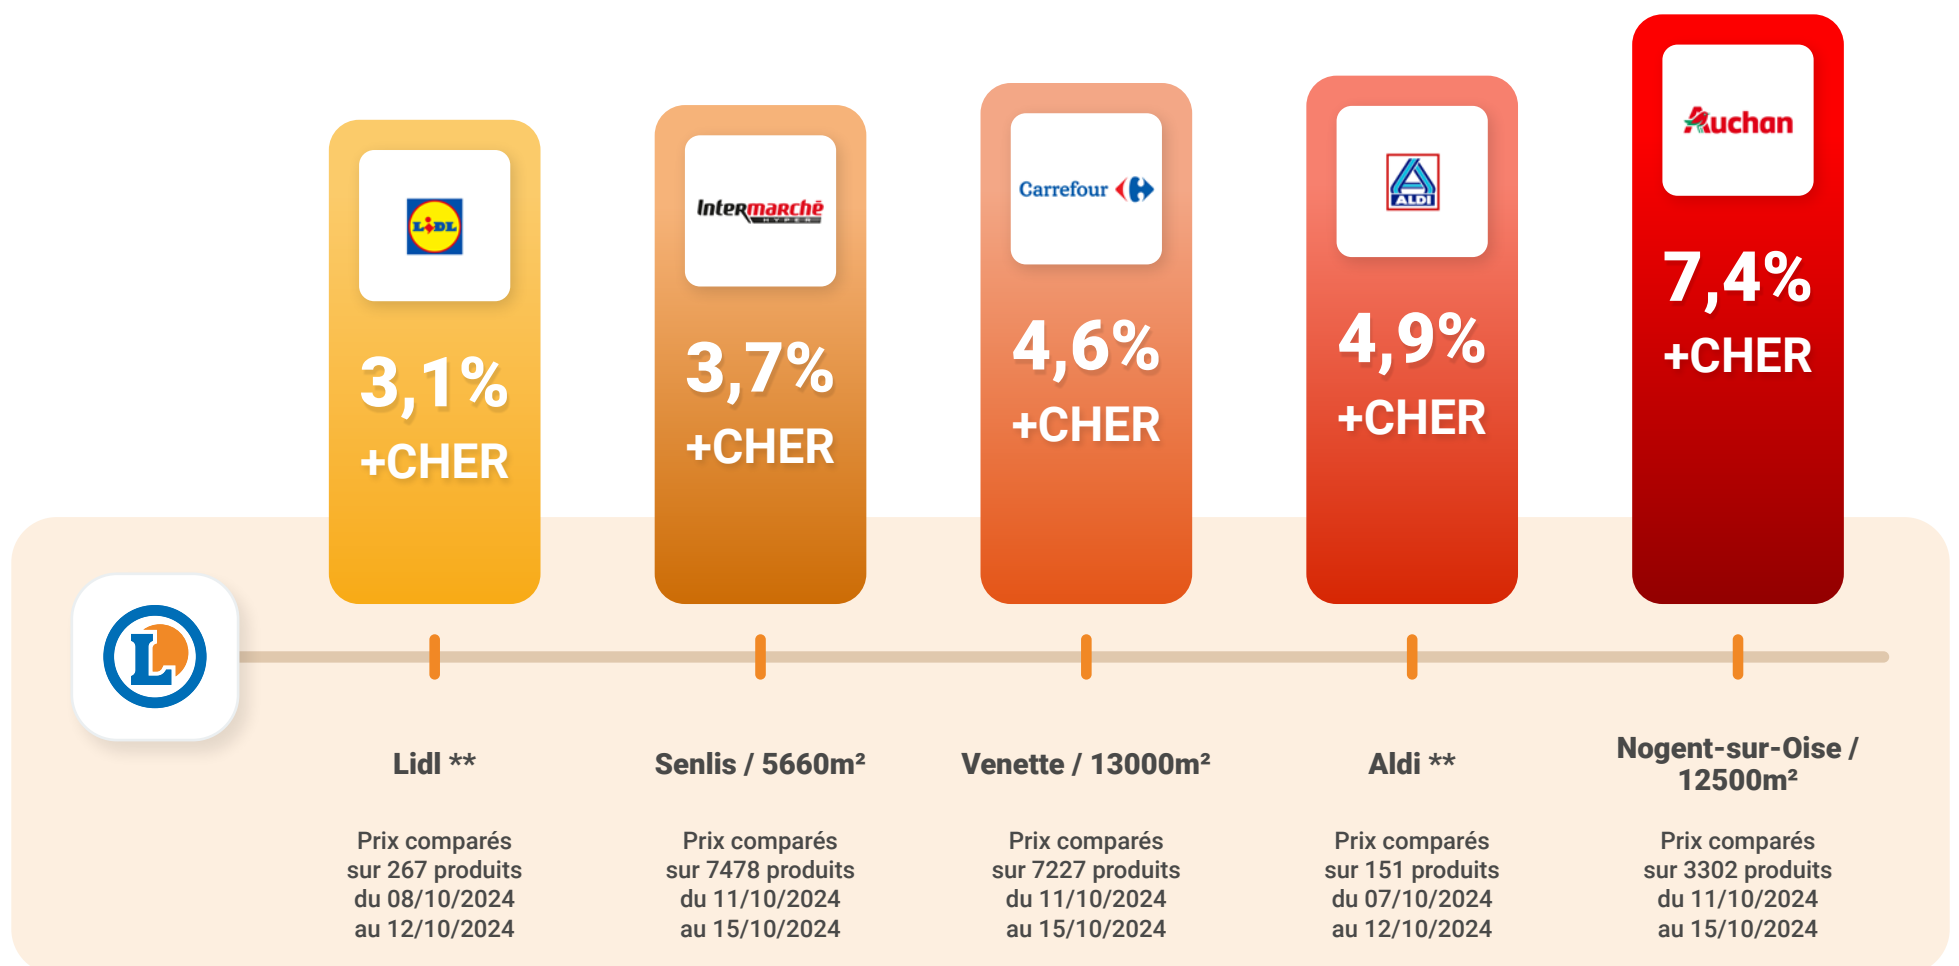 LIDL
3,1%
+CHER
Intermarché
HYPER
3,7%
+CHER
Carrefour
4,6%
+CHER
ALDI
4,9%
+CHER
Auchan
7,4%
+CHER
L
Lidl **
Prix comparés
sur 267 produits
du 08/10/2024
au 12/10/2024
Senlis / 5660m²
Prix comparés
sur 7478 produits
du 11/10/2024
au 15/10/2024
Venette / 13000m²
Prix comparés
sur 7227 produits
du 11/10/2024
au 15/10/2024
Aldi **
Prix comparés
sur 151 produits
du 07/10/2024
au 12/10/2024
Nogent-sur-Oise /
12500m²
Prix comparés
sur 3302 produits
du 11/10/2024
au 15/10/2024